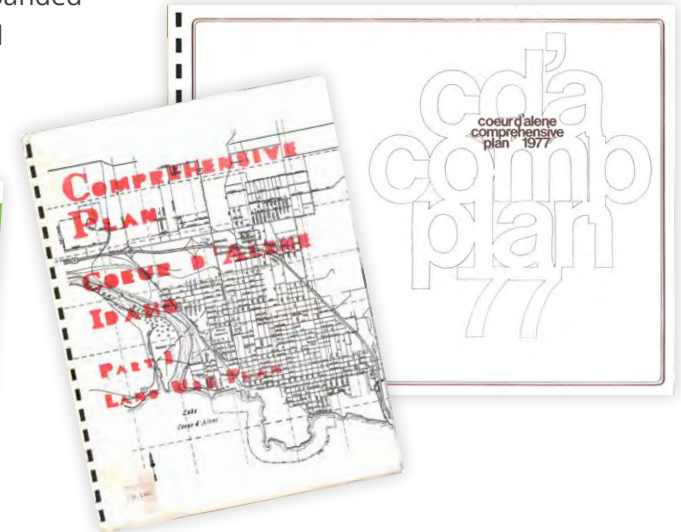 coeur d'alene
comprehensive
plan 1977
cd'a
comp
plan
77
COMPREHENSIVE
PLAN
COEUR D'ALENE
IDAHO
PART I
LAND USE PLAN
Lake
Coeur d'Alene